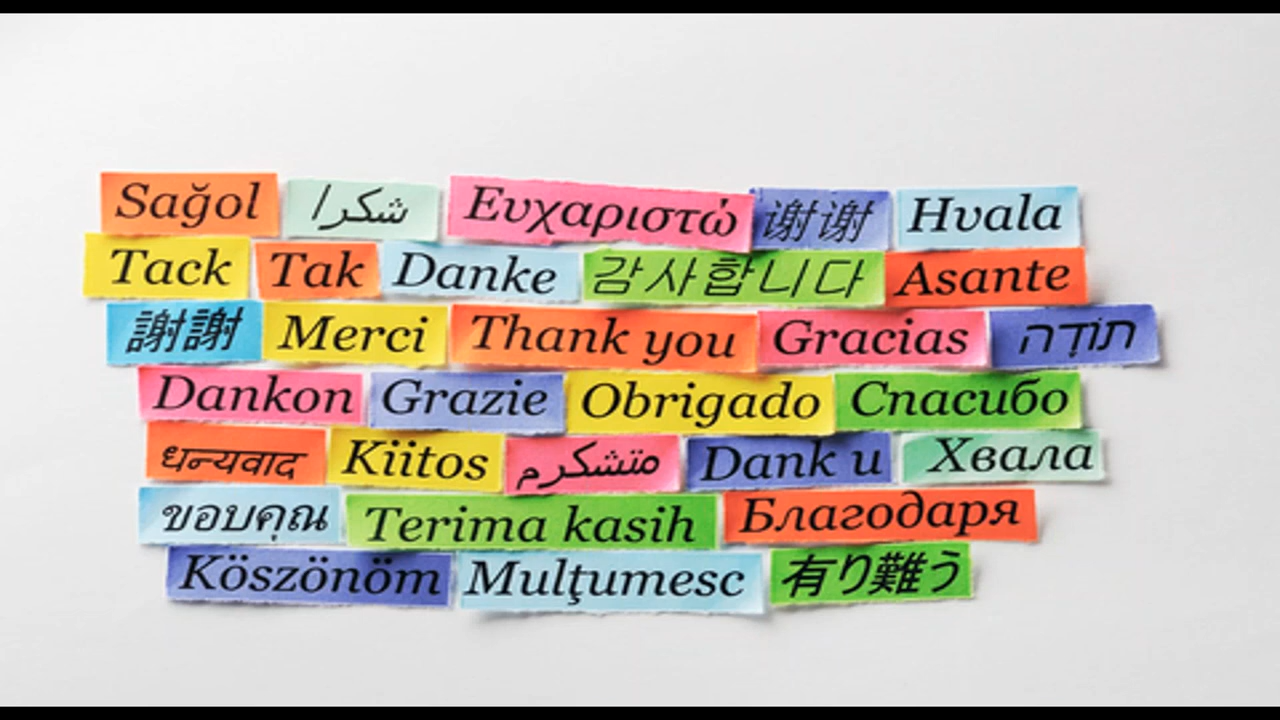 Sağol شكرا Ευχαριστώ 谢谢 Hvala
Tack Tak Danke 감사합니다 Asante
謝謝 Merci Thank you Gracias תוֹדָה
Dankon Grazie Obrigado Спасибо
धन्यवाद Kiitos متشکرم Dank u Хвала
ขอบคุณ Terima kasih Благодаря
Köszönöm Mulţumesc 有り難う